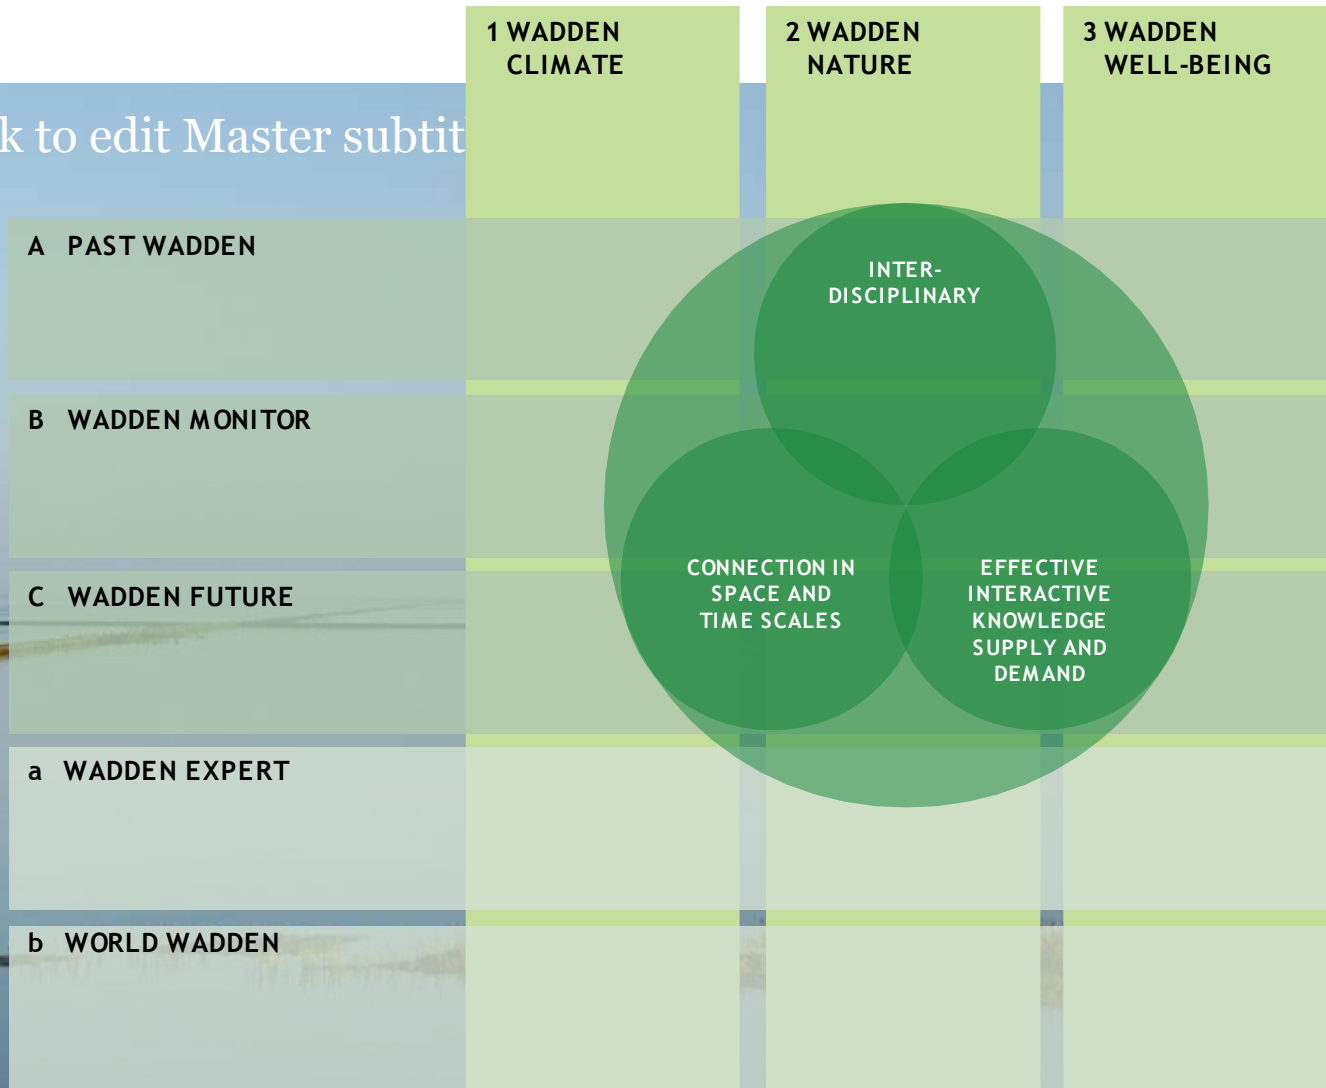 1 WADDEN
CLIMATE
2 WADDEN
NATURE
3 WADDEN
WELL-BEING
k to edit Master subtit
A PAST WADDEN
INTER-
DISCIPLINARY
B WADDEN MONITOR
CONNECTION IN
SPACE AND
TIME SCALES
EFFECTIVE
INTERACTIVE
KNOWLEDGE
SUPPLY AND
DEMAND
C WADDEN FUTURE
a WADDEN EXPERT
b WORLD WADDEN